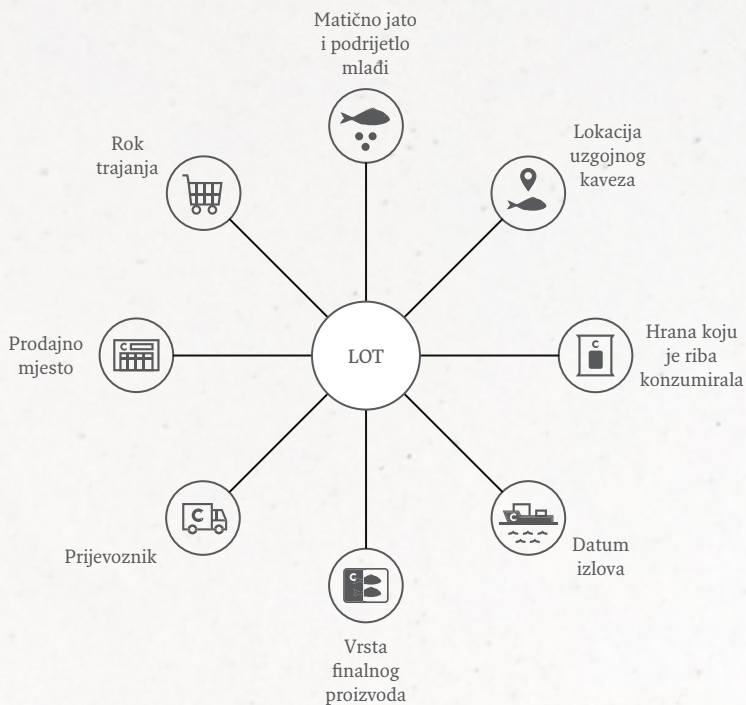 Matično jato
i podrijetlo
mlađi
Lokacija
uzgojnog
kaveza
Hrana koju
je riba
konzumirala
Datum
izlova
Vrsta
finalnog
proizvoda
Prijevoznik
Prodajno
mjesto
Rok
trajanja
LOT
C
C
C
C
C